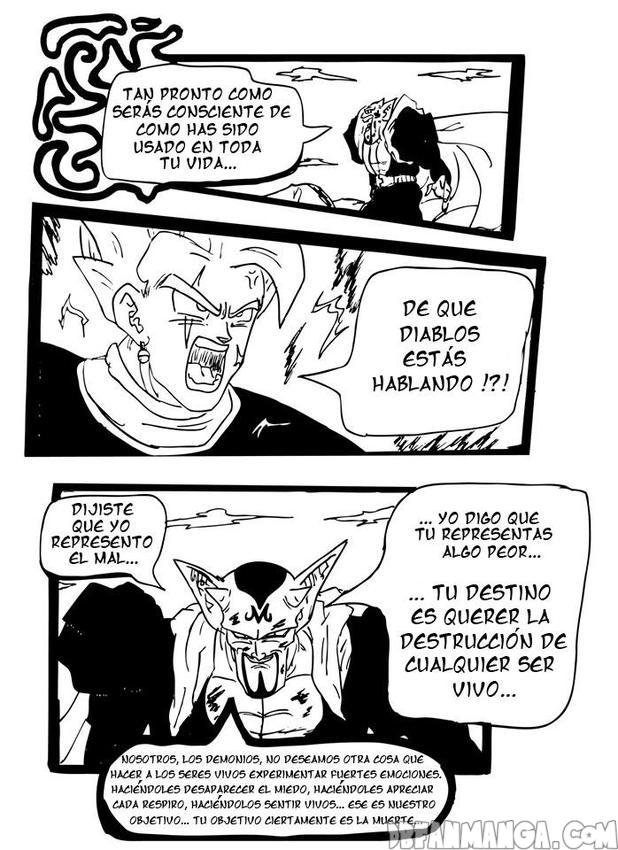 TAN PRONTO COMO
SERÁS CONSCIENTE DE
COMO HAS SIDO
USADO EN TODA
TU VIDA...
DE QUE
DIABLOS
ESTÁS
HABLANDO !?!
DIJISTE
QUE YO
REPRESENTO
EL MAL...
... YO DIGO QUE
TU REPRESENTAS
ALGO PEOR...
... TU DESTINO
ES QUERER LA
DESTRUCCIÓN DE
CUALQUIER SER
VIVO...
M
NOSOTROS, LOS DEMONIOS, NO DESEAMOS OTRA COSA QUE
HACER A LOS SERES VIVOS EXPERIMENTAR FUERTES EMOCIONES.
HACIÉNDOLES DESAPARECER EL MIEDO, HACIÉNDOLES APRECIAR
CADA RESPIRO, HACIÉNDOLOS SENTIR VIVOS... ESE ES NUESTRO
OBJETIVO... TU OBJETIVO CIERTAMENTE ES LA MUERTE...
DBFANMANGA.COM